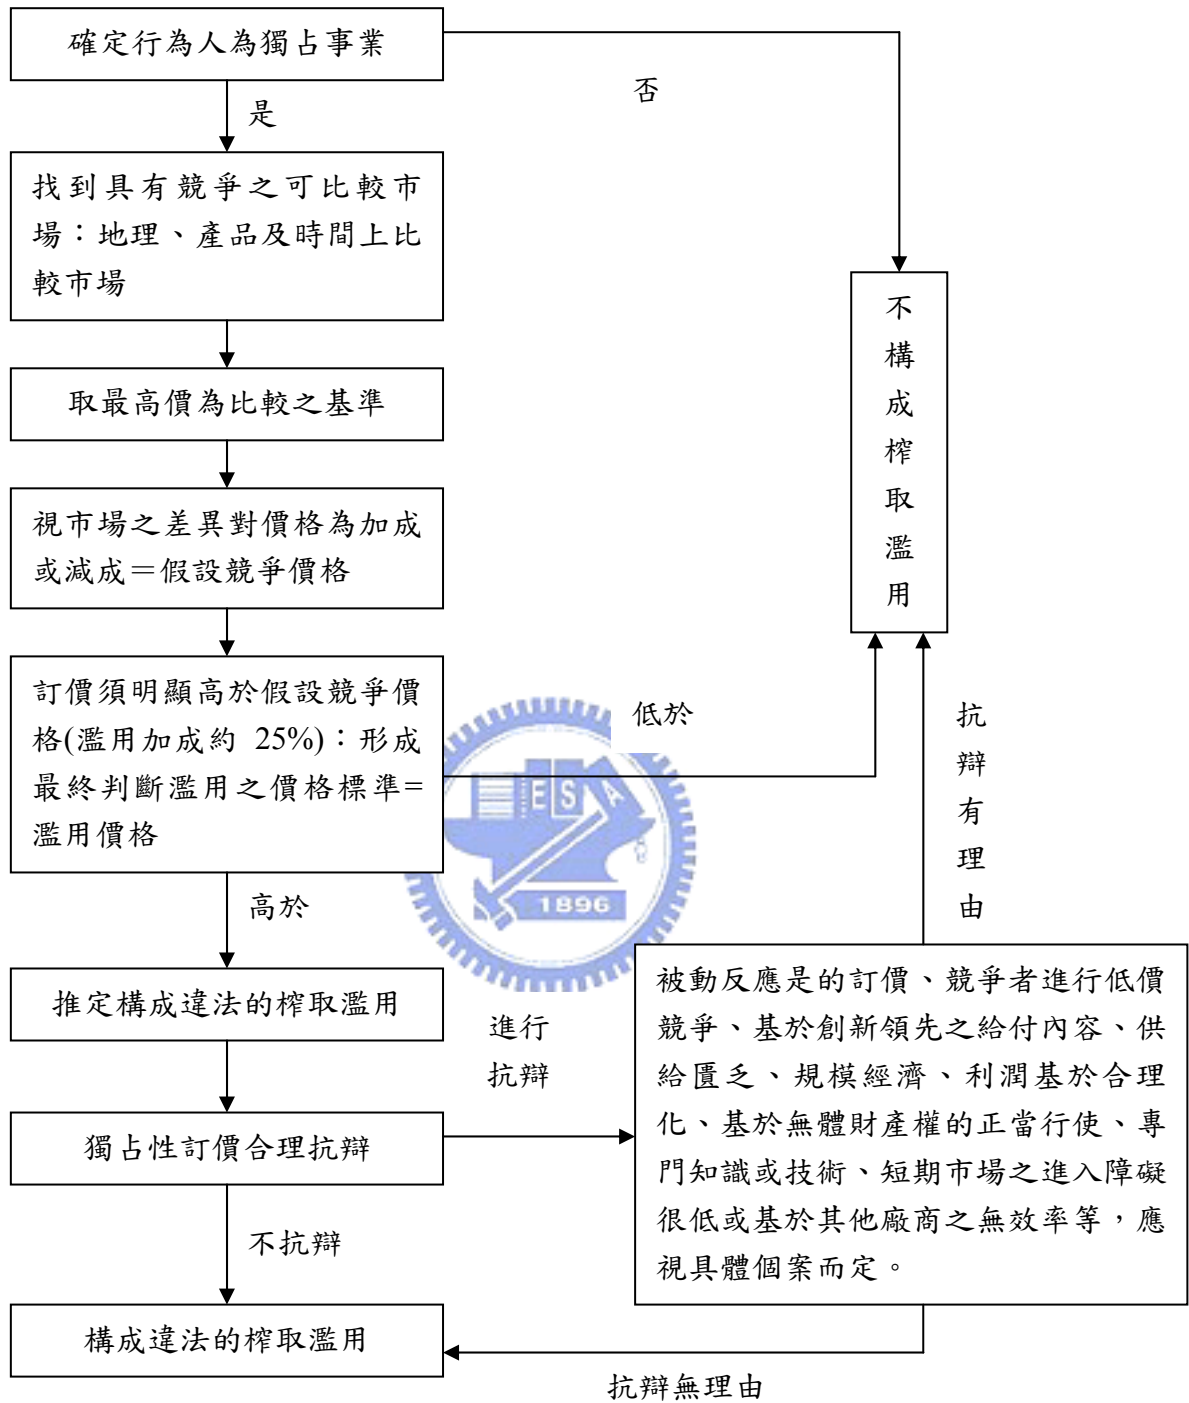 確定行為人為獨占事業
否
是
找到具有競爭之可比較市
場：地理、產品及時間上比
較市場
不
構
成
榨
取
濫
用
取最高價為比較之基準
視市場之差異對價格為加成
或減成＝假設競爭價格
訂價須明顯高於假設競爭價
格(濫用加成約 25%)：形成
最終判斷濫用之價格標準=
濫用價格
低於
抗
辯
有
理
由
ESA
1896
高於
推定構成違法的榨取濫用
進行
抗辯
被動反應是的訂價、競爭者進行低價
競爭、基於創新領先之給付內容、供
給匱乏、規模經濟、利潤基於合理
化、基於無體財產權的正當行使、專
門知識或技術、短期市場之進入障礙
很低或基於其他廠商之無效率等，應
視具體個案而定。
獨占性訂價合理抗辯
不抗辯
構成違法的榨取濫用
抗辯無理由